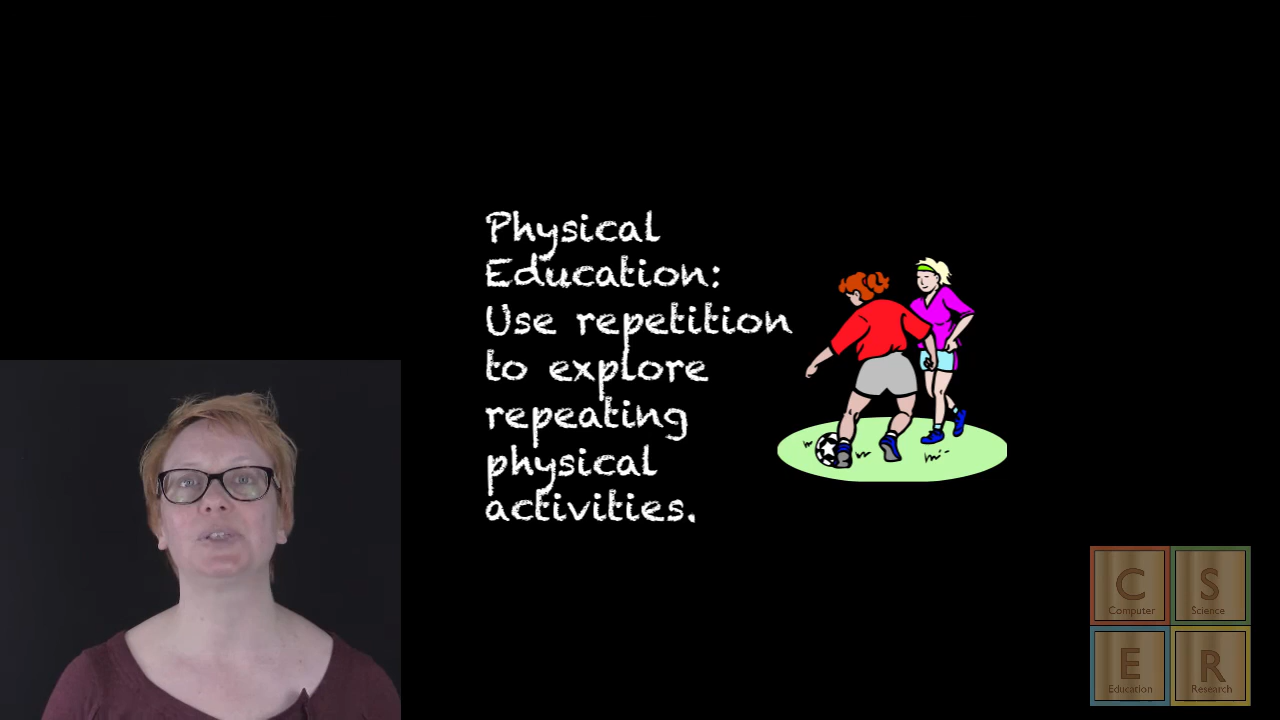 Physical
Education:
Use repetition
to explore
repeating
physical
activities.
C S
Computer Science
E R
Education Research